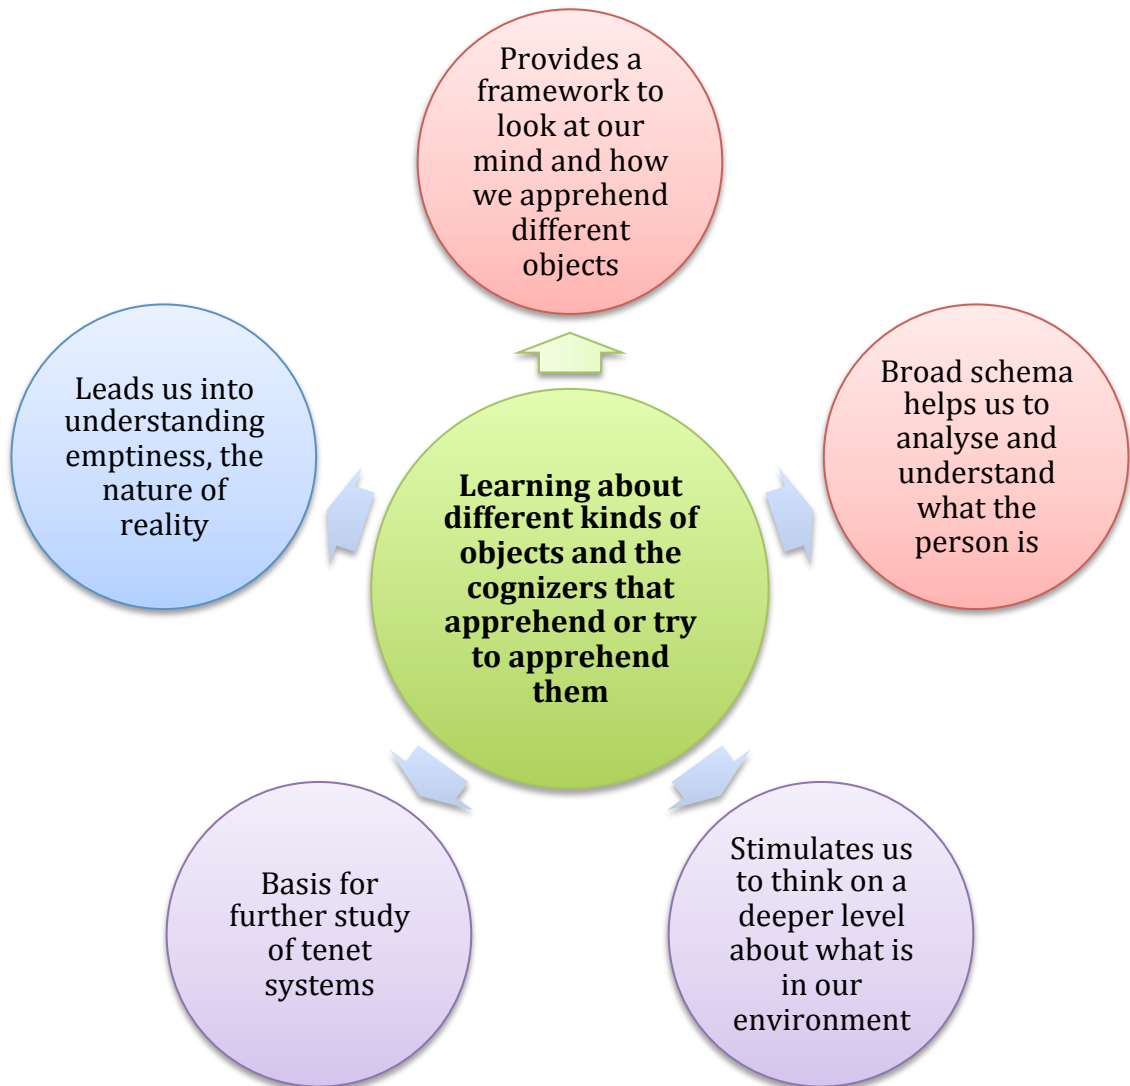 Provides a
framework to
look at our
mind and how
we apprehend
different
objects
Broad schema
helps us to
analyse and
understand
what the
person is
Stimulates us
to think on a
deeper level
about what is
in our
environment
Basis for
further study
of tenet
systems
Leads us into
understanding
emptiness, the
nature of
reality
Learning about
different kinds of
objects and the
cognizers that
apprehend or try
to apprehend
them